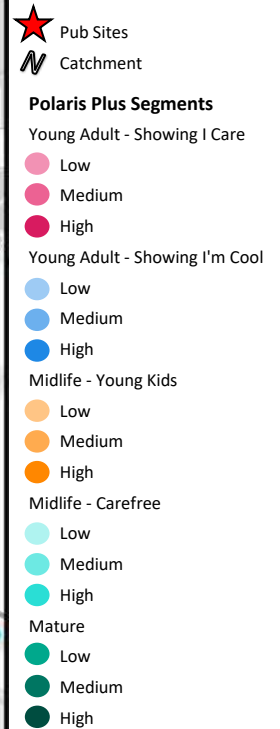 Pub Sites
Catchment
Polaris Plus Segments
Young Adult - Showing I Care
Low
Medium
High
Young Adult - Showing I'm Cool
Low
Medium
High
Midlife - Young Kids
Low
Medium
High
Midlife - Carefree
Low
Medium
High
Mature
Low
Medium
High